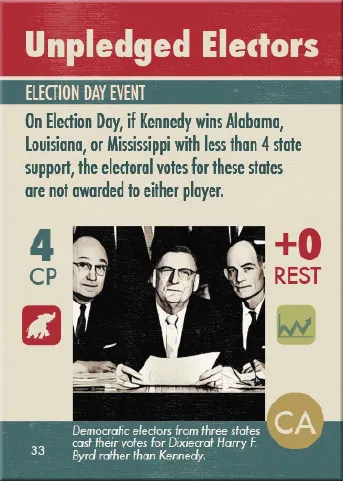 Unpledged Electors
ELECTION DAY EVENT
On Election Day, if Kennedy wins Alabama,
Louisiana, or Mississippi with less than 4 state
support, the electoral votes for these states
are not awarded to either player.
4
CP
+0
REST
CA
Democratic electors from three states
cast their votes for Dixiecrat Harry F.
Byrd rather than Kennedy.
33